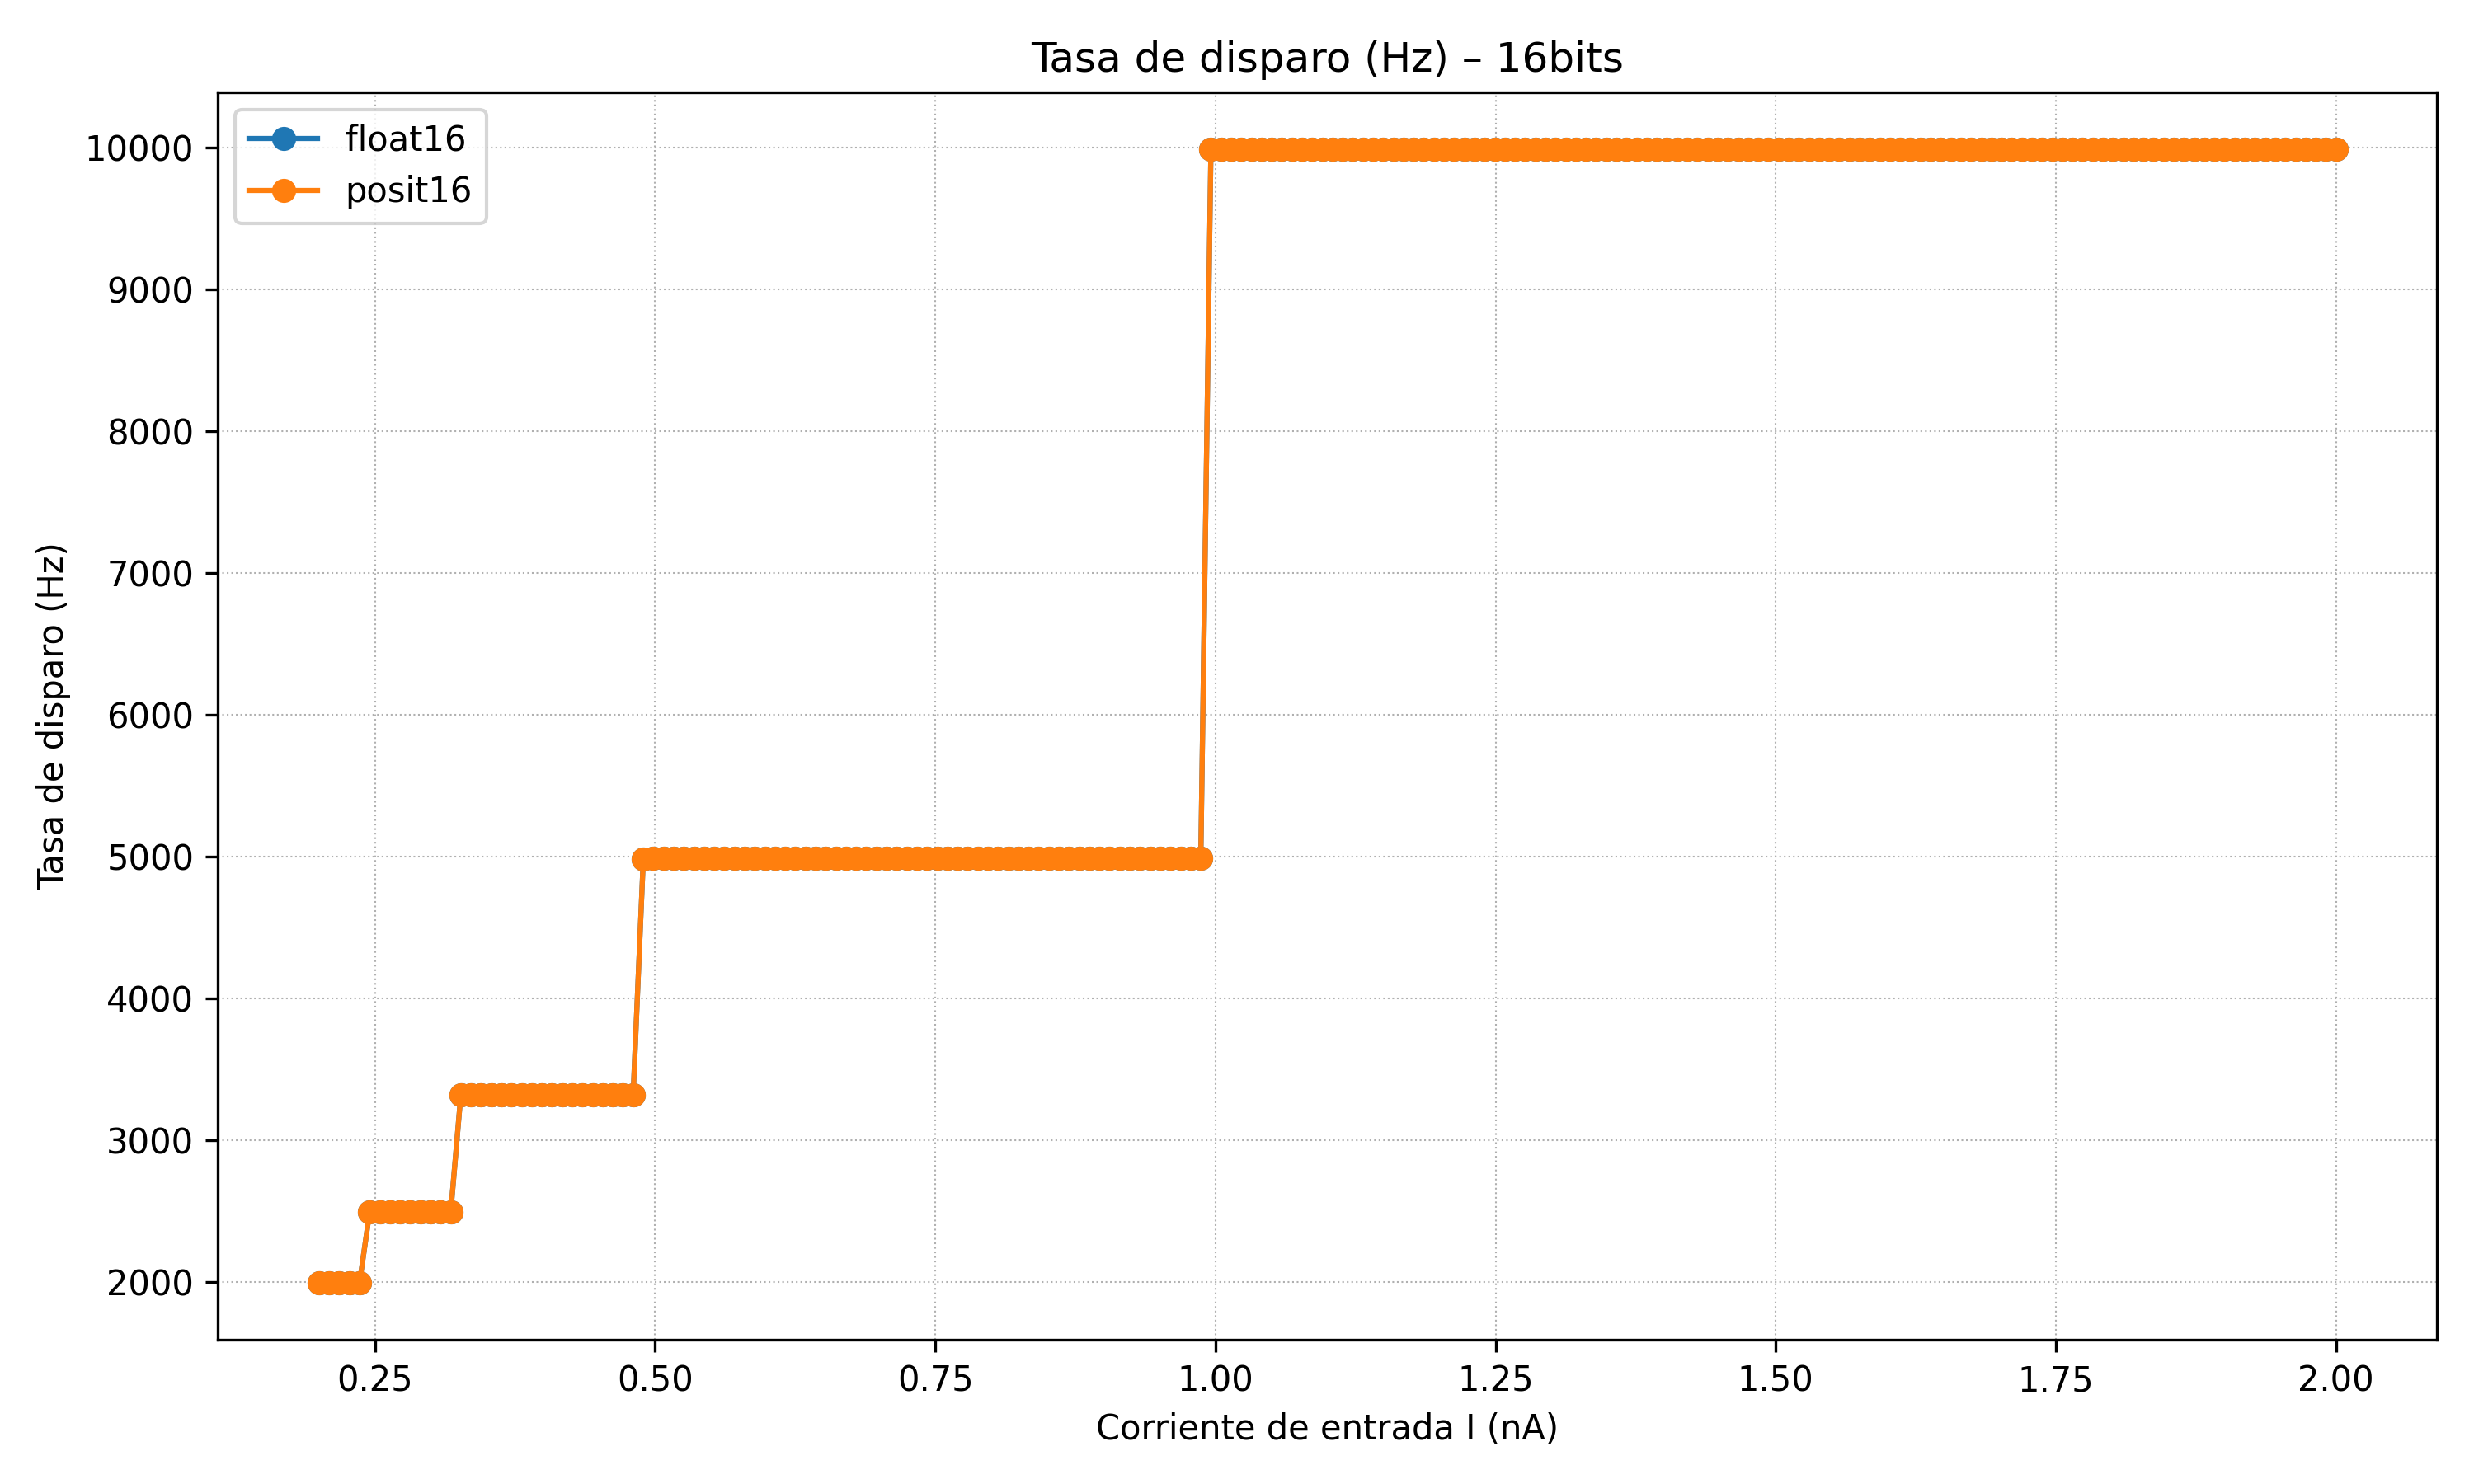 Tasa de disparo (Hz) – 16bits
float16
posit16
10000
9000
8000
7000
6000
5000
4000
3000
2000
Tasa de disparo (Hz)
0.25 0.50 0.75 1.00 1.25 1.50 1.75 2.00
Corriente de entrada I (nA)